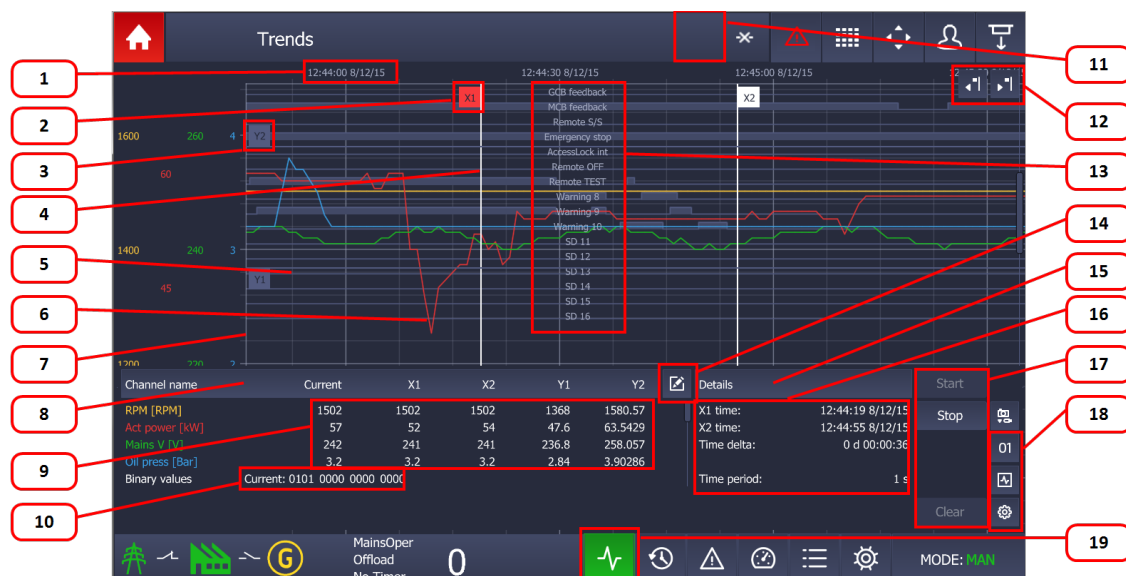 Trends
12:44:00 8/12/15
12:44:30 8/12/15
12:45:00 8/12/15
X1
X2
GCB feedback
MCB feedback
Remote S/S
Emergency stop
AccessLock int
Remote OFF
Remote TEST
Warning 8
Warning 9
Warning 10
SD 11
SD 12
SD 13
SD 14
SD 15
SD 16
1600 260 4
Y2
60
1400 240 3
Y1
45
1200 220 2
Channel name Current X1 X2 Y1 Y2
RPM [RPM] 1502 1502 1502 1368 1580.57
Act power [kW] 57 52 54 47.6 63.5429
Mains V [V] 242 241 241 236.8 258.057
Oil press [Bar] 3.2 3.2 3.2 2.84 3.90286
Binary values Current: 0101 0000 0000 0000
Details
X1 time: 12:44:19 8/12/15
X2 time: 12:44:55 8/12/15
Time delta: 0 d 00:00:36
Time period: 1 s
Start
Stop
Clear
01
G
MainsOper
Offload
No Timer
0
MODE: MAN
1
2
3
4
5
6
7
8
9
10
11
12
13
14
15
16
17
18
19